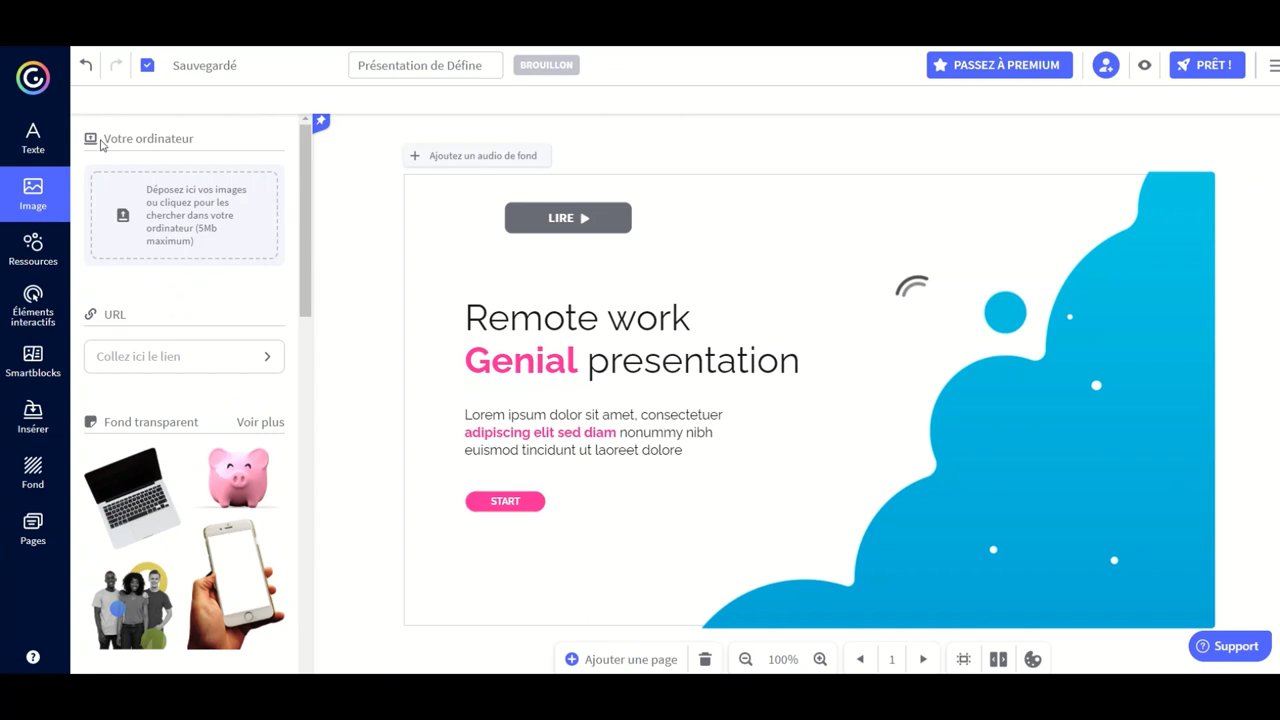 Sauvegardé
Présentation de Défine
BROUILLON
PASSEZ À PREMIUM
PRÊT !
Texte
Image
Ressources
Éléments
interactifs
Smartblocks
Insérer
Fond
Pages
Votre ordinateur
Déposez ici vos images
ou cliquez pour les
chercher dans votre
ordinateur (5Mb
maximum)
URL
Collez ici le lien
Fond transparent
Voir plus
Ajoutez un audio de fond
LIRE
Remote work
Genial presentation
Lorem ipsum dolor sit amet, consectetuer
adipiscing elit sed diam nonummy nibh
euismod tincidunt ut laoreet dolore
START
Ajouter une page
100%
1
Support